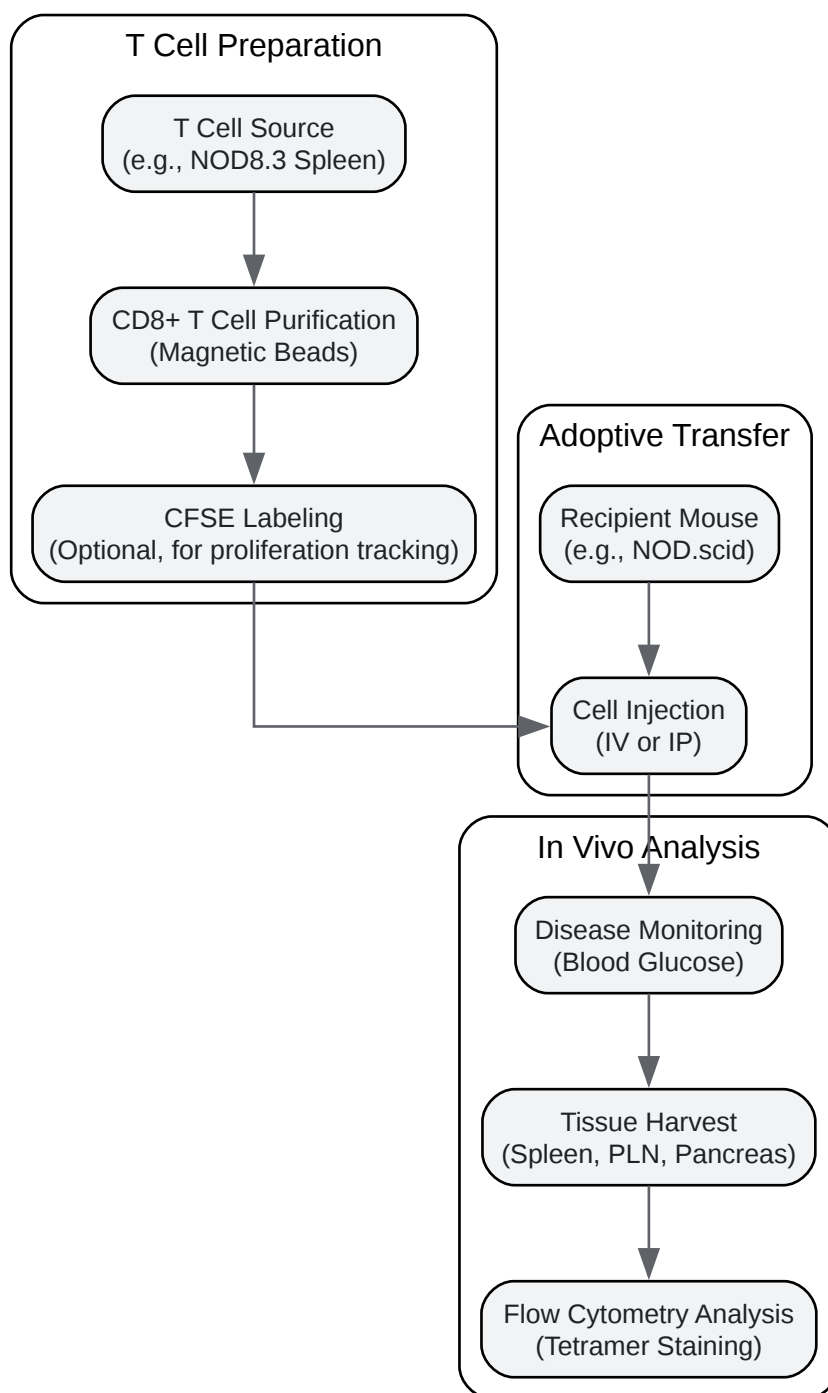 T Cell Preparation
T Cell Source
(e.g., NOD8.3 Spleen)
CD8+ T Cell Purification
(Magnetic Beads)
CFSE Labeling
(Optional, for proliferation tracking)
Adoptive Transfer
Recipient Mouse
(e.g., NOD.scid)
Cell Injection
(IV or IP)
In Vivo Analysis
Disease Monitoring
(Blood Glucose)
Tissue Harvest
(Spleen, PLN, Pancreas)
Flow Cytometry Analysis
(Tetramer Staining)